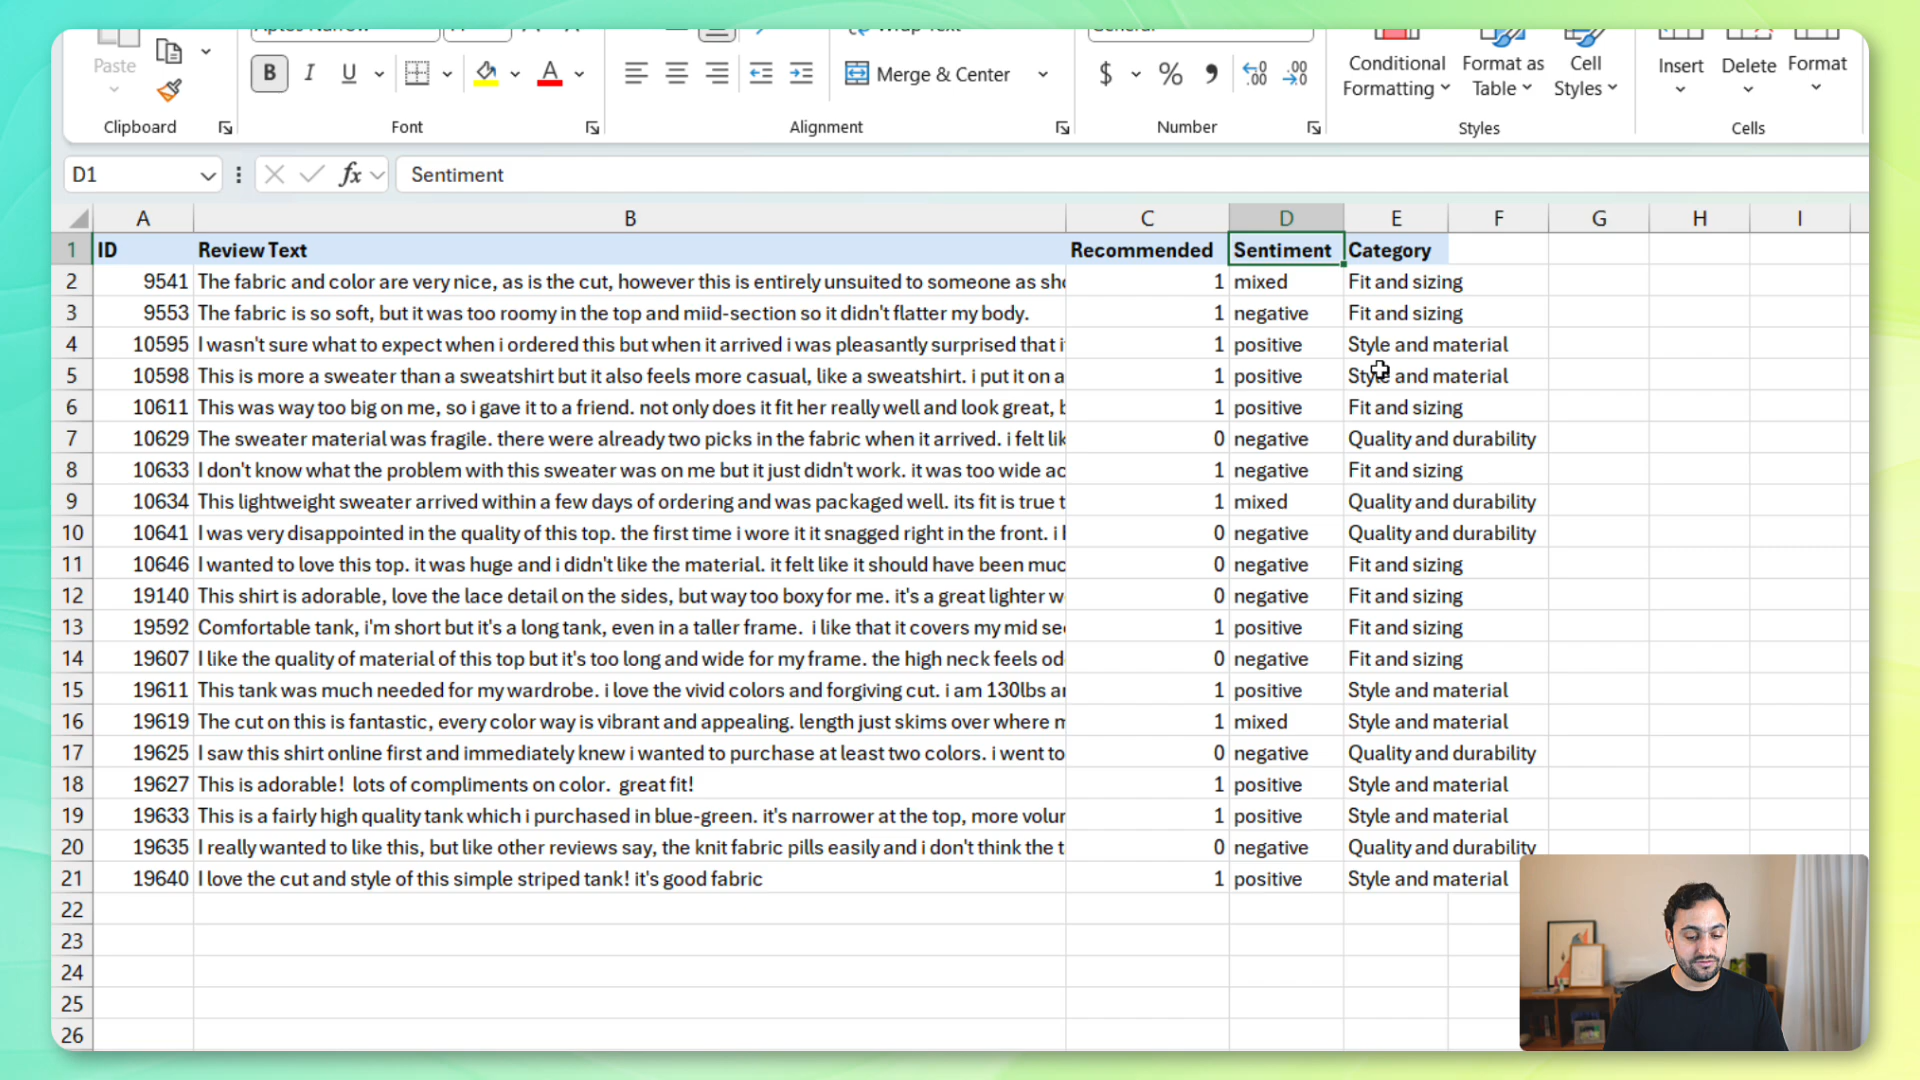 Wrap Text
General
Paste
B I U A
Merge & Center
$ % , .00 .00
Conditional Formatting
Format as Table
Cell Styles
Insert
Delete
Format
Clipboard
Font
Alignment
Number
Styles
Cells
D1
fx
Sentiment
A B C D E F G H I
1 ID Review Text Recommended Sentiment Category
2 9541 The fabric and color are very nice, as is the cut, however this is entirely unsuited to someone as sho 1 mixed Fit and sizing
3 9553 The fabric is so soft, but it was too roomy in the top and miid-section so it didn't flatter my body. 1 negative Fit and sizing
4 10595 I wasn't sure what to expect when i ordered this but when it arrived i was pleasantly surprised that it 1 positive Style and material
5 10598 This is more a sweater than a sweatshirt but it also feels more casual, like a sweatshirt. i put it on a 1 positive Style and material
6 10611 This was way too big on me, so i gave it to a friend. not only does it fit her really well and look great, b 1 positive Fit and sizing
7 10629 The sweater material was fragile. there were already two picks in the fabric when it arrived. i felt lik 0 negative Quality and durability
8 10633 I don't know what the problem with this sweater was on me but it just didn't work. it was too wide ac 1 negative Fit and sizing
9 10634 This lightweight sweater arrived within a few days of ordering and was packaged well. its fit is true t 1 mixed Quality and durability
10 10641 I was very disappointed in the quality of this top. the first time i wore it it snagged right in the front. i h 0 negative Quality and durability
11 10646 I wanted to love this top. it was huge and i didn't like the material. it felt like it should have been muc 0 negative Fit and sizing
12 19140 This shirt is adorable, love the lace detail on the sides, but way too boxy for me. it's a great lighter w 0 negative Fit and sizing
13 19592 Comfortable tank, i'm short but it's a long tank, even in a taller frame.  i like that it covers my mid sec 1 positive Fit and sizing
14 19607 I like the quality of material of this top but it's too long and wide for my frame. the high neck feels od 0 negative Fit and sizing
15 19611 This tank was much needed for my wardrobe. i love the vivid colors and forgiving cut. i am 130lbs an 1 positive Style and material
16 19619 The cut on this is fantastic, every color way is vibrant and appealing. length just skims over where m 1 mixed Style and material
17 19625 I saw this shirt online first and immediately knew i wanted to purchase at least two colors. i went to 0 negative Quality and durability
18 19627 This is adorable!  lots of compliments on color.  great fit! 1 positive Style and material
19 19633 This is a fairly high quality tank which i purchased in blue-green. it's narrower at the top, more volum 1 positive Style and material
20 19635 I really wanted to like this, but like other reviews say, the knit fabric pills easily and i don't think the t 0 negative Quality and durability
21 19640 I love the cut and style of this simple striped tank! it's good fabric 1 positive Style and material
22
23
24
25
26